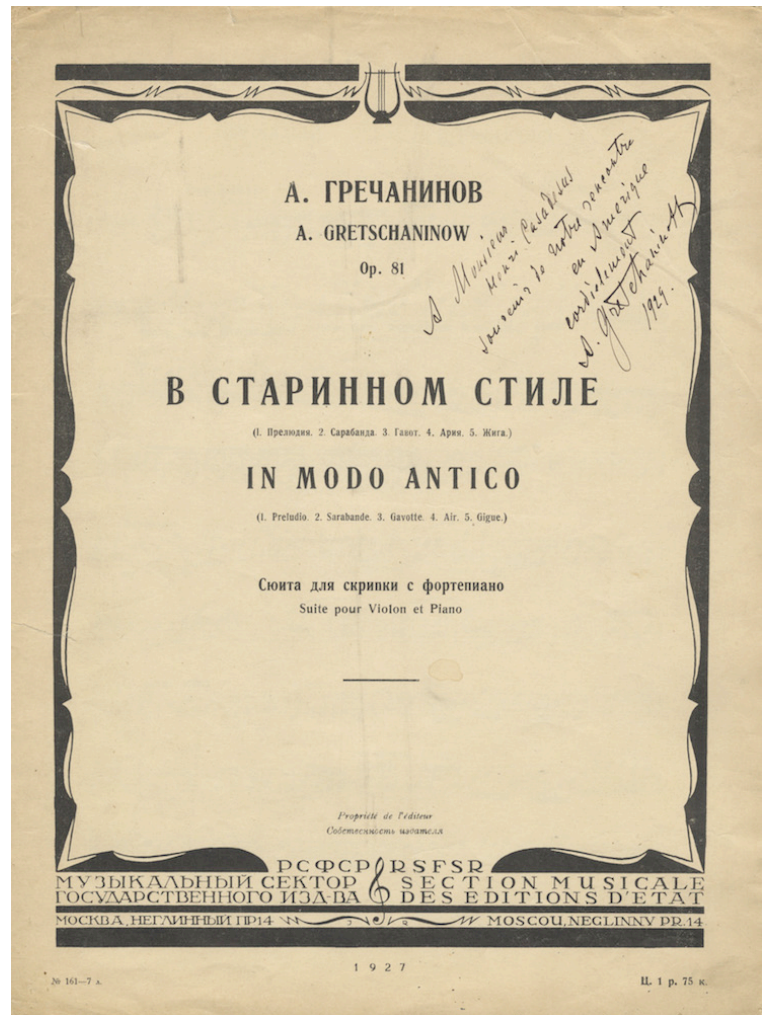 А. ГРЕЧАНИНОВ
A. GRETSCHANINOW
Op. 81
A Monsieur
Henri Casadesus
souvenir de notre rencontre
en Amerique
cordialement
A. Gretchaninoff
1929.
В СТАРИННОМ СТИЛЕ
(1. Прелюдия. 2. Сарабанда. 3. Гавот. 4. Ария. 5. Жига.)
IN MODO ANTICO
(1. Preludio. 2. Sarabande. 3. Gavotte. 4. Air. 5. Gigue.)
Сюита для скрипки с фортепиано
Suite pour Violon et Piano
Propriété de l'éditeur
Собственность издателя
РСФСР RSFSR
МУЗЫКАЛЬНЫЙ СЕКТОР SECTION MUSICALE
ГОСУДАРСТВЕННОГО ИЗД-ВА DES EDITIONS D'ETAT
МОСКВА, НЕГЛИННЫЙ ПР.14 MOSCOU, NEGLINNY PR.14
1927
№ 161—7 л. Ц. 1 р. 75 к.